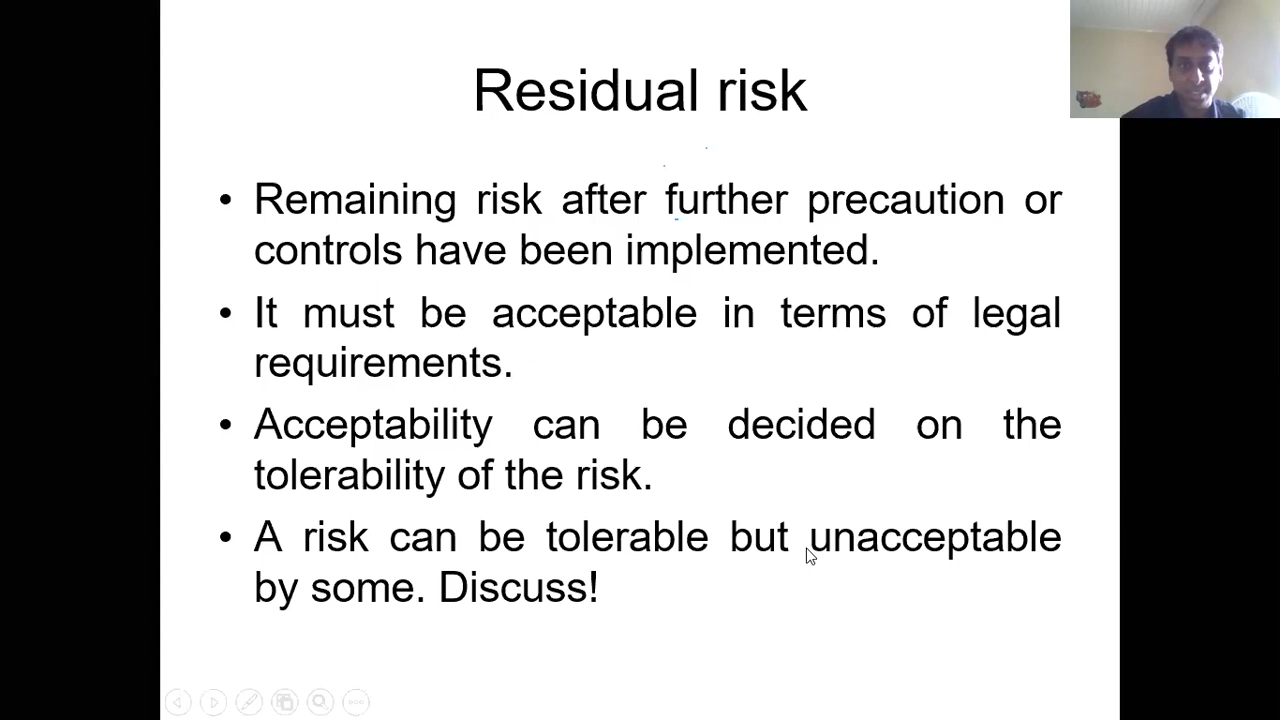 Residual risk
• Remaining risk after further precaution or
controls have been implemented.
• It must be acceptable in terms of legal
requirements.
• Acceptability can be decided on the
tolerability of the risk.
• A risk can be tolerable but unacceptable
by some. Discuss!